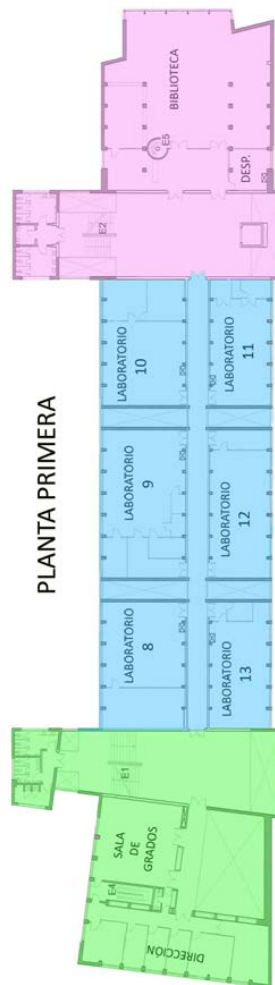 PLANTA PRIMERA
BIBLIOTECA
E5
DESP.
E2
LABORATORIO
10
LABORATORIO
11
LABORATORIO
9
LABORATORIO
12
LABORATORIO
8
LABORATORIO
13
E1
SALA
DE
GRADOS
E4
DIRECCIÓN